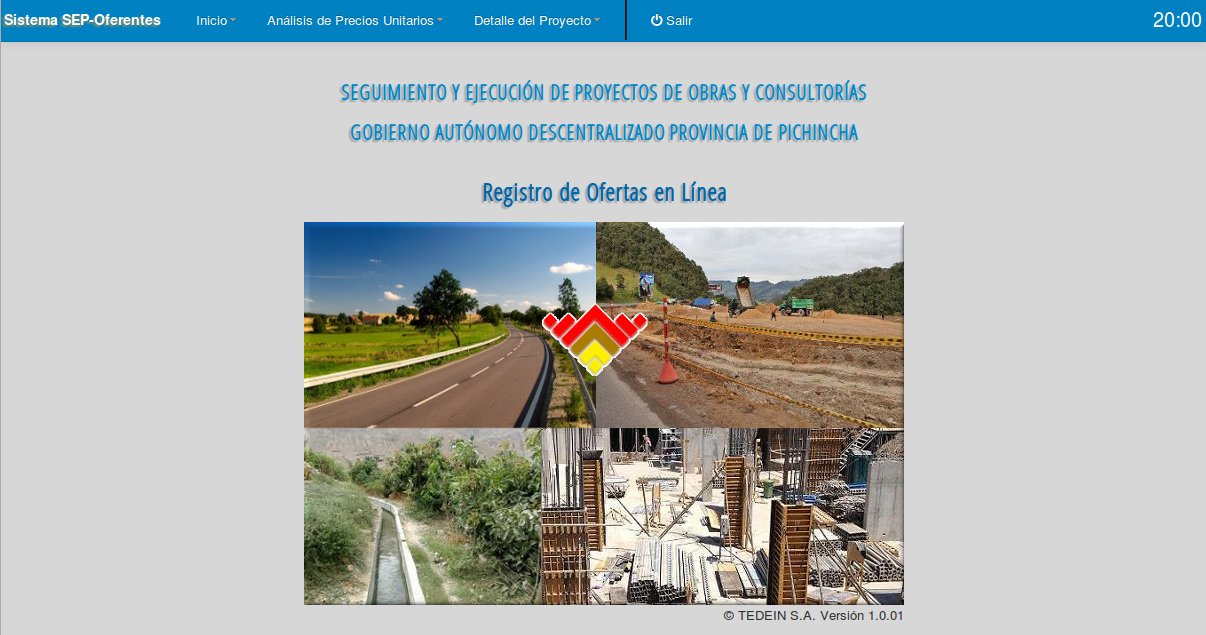 Sistema SEP-Oferentes Inicio Análisis de Precios Unitarios Detalle del Proyecto Salir 20:00
SEGUIMIENTO Y EJECUCIÓN DE PROYECTOS DE OBRAS Y CONSULTORÍAS
GOBIERNO AUTÓNOMO DESCENTRALIZADO PROVINCIA DE PICHINCHA
Registro de Ofertas en Línea
© TEDEIN S.A. Versión 1.0.01